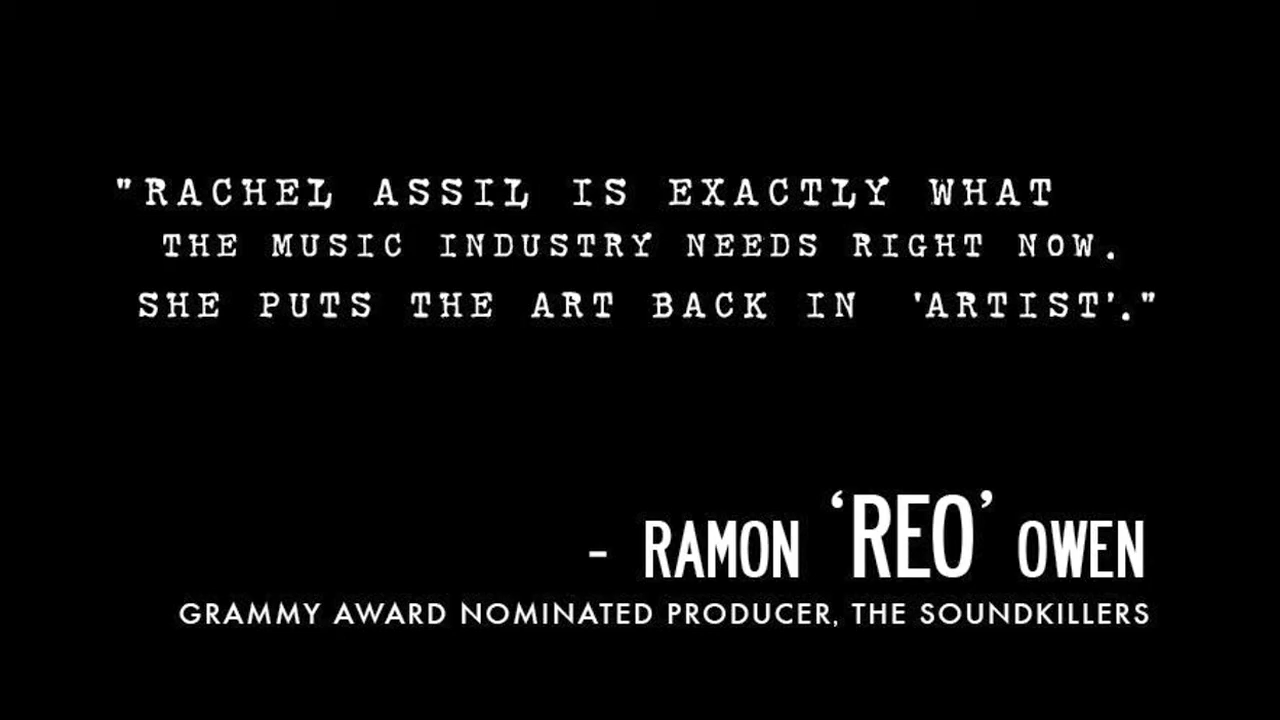 "RACHEL ASSIL IS EXACTLY WHAT
THE MUSIC INDUSTRY NEEDS RIGHT NOW.
SHE PUTS THE ART BACK IN 'ARTIST'."
- RAMON ‘REO’ OWEN
GRAMMY AWARD NOMINATED PRODUCER, THE SOUNDKILLERS